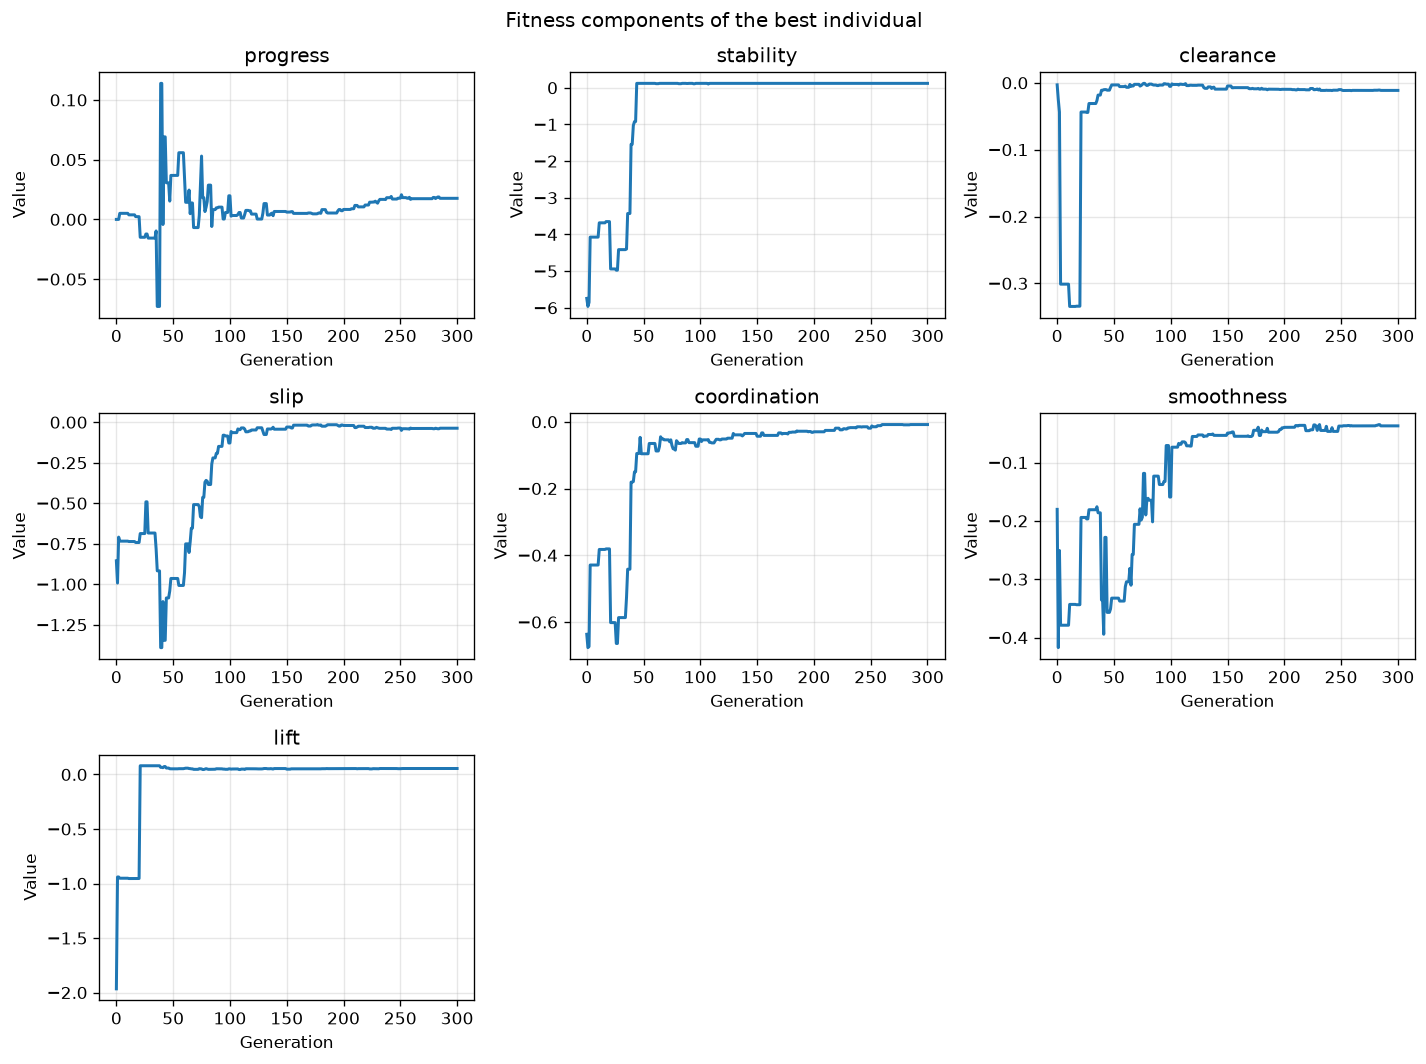 Fitness components of the best individual
progress
stability
clearance
0.10
0.05
0.00
−0.05
Value
0
−1
−2
−3
−4
−5
−6
Value
0.0
−0.1
−0.2
−0.3
Value
0 50 100 150 200 250 300
0 50 100 150 200 250 300
0 50 100 150 200 250 300
Generation
Generation
Generation
slip
coordination
smoothness
0.00
−0.25
−0.50
−0.75
−1.00
−1.25
Value
0.0
−0.2
−0.4
−0.6
Value
−0.1
−0.2
−0.3
−0.4
Value
0 50 100 150 200 250 300
0 50 100 150 200 250 300
0 50 100 150 200 250 300
Generation
Generation
Generation
lift
0.0
−0.5
−1.0
−1.5
−2.0
Value
0 50 100 150 200 250 300
Generation